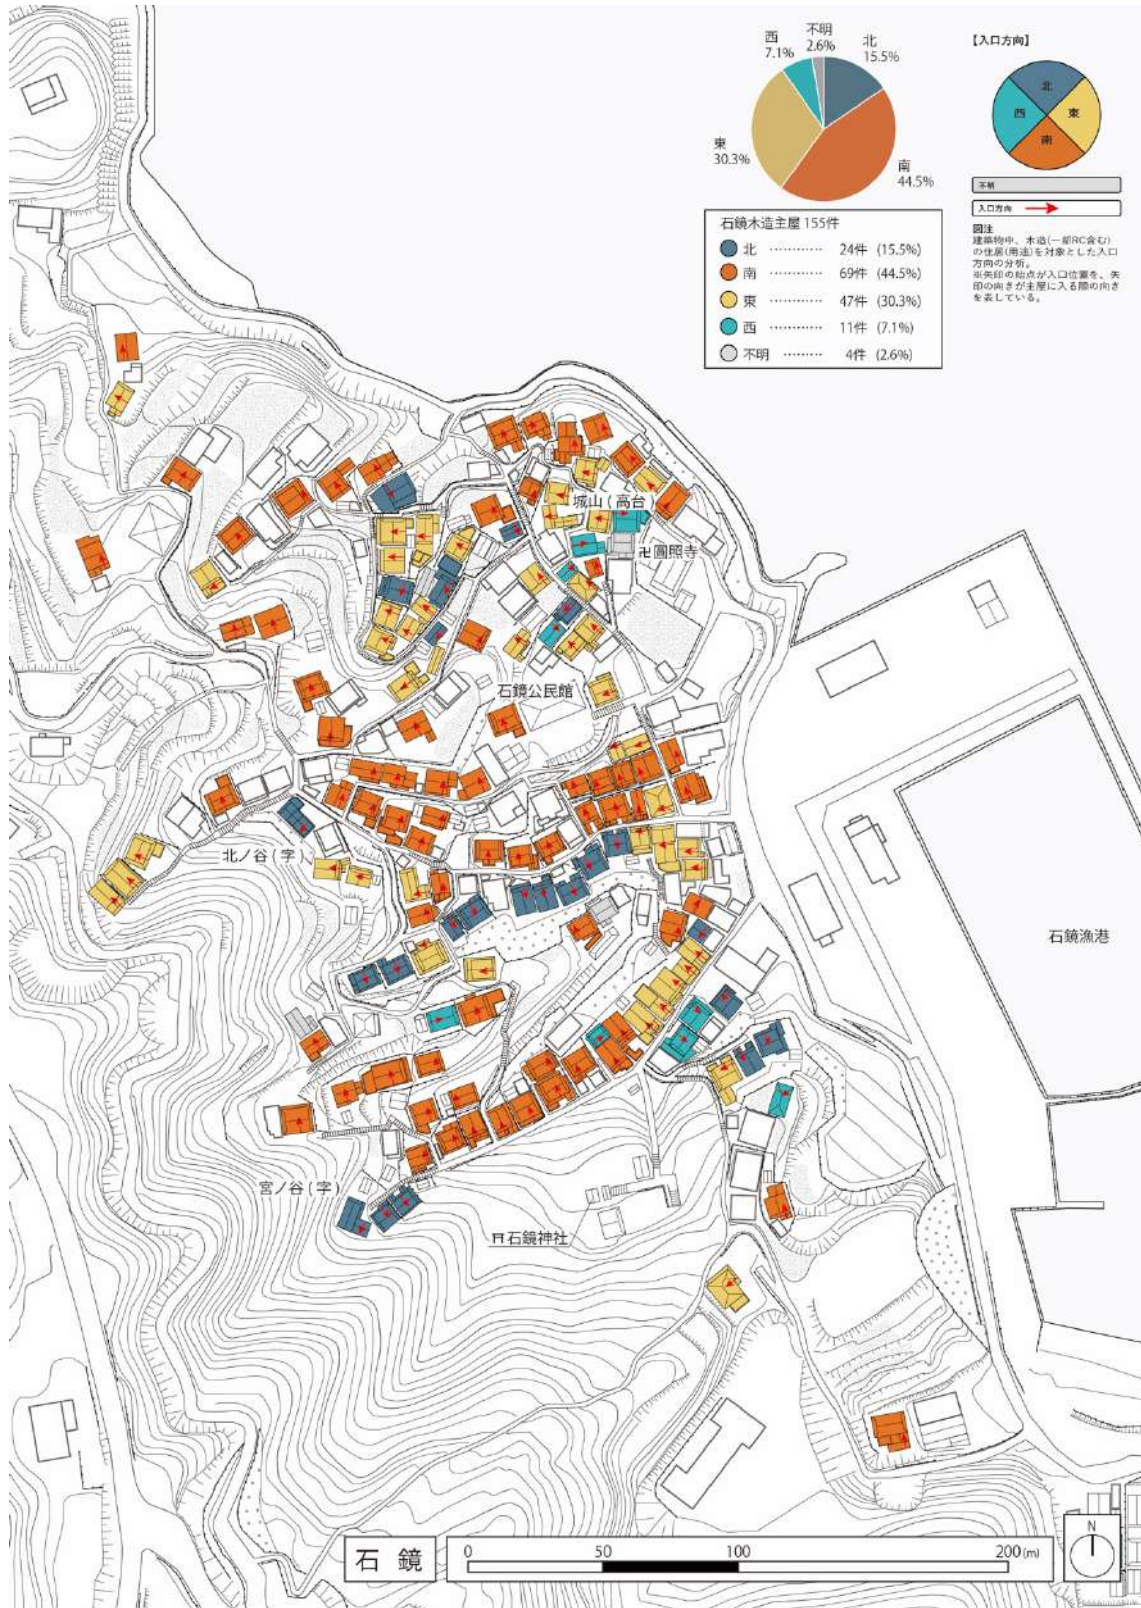 西
7.1%
不明
2.6%
北
15.5%
東
30.3%
南
44.5%
【入口方向】
北
西
東
南
不明
入口方向
図注
建築物中、木造(一部RC含む)
の住居(用途)を対象とした入口
方向の分析。
※矢印の始点が入口位置を、矢
印の向きが主屋に入る際の向き
を表している。
石鏡木造主屋 155件
北 ………… 24件 (15.5%)
南 ………… 69件 (44.5%)
東 ………… 47件 (30.3%)
西 ………… 11件 (7.1%)
不明 ……… 4件 (2.6%)
城山(高台)
卍圓照寺
石鏡公民館
北ノ谷(字)
石鏡漁港
宮ノ谷(字)
⛩石鏡神社
石鏡
0 50 100 200(m)
N